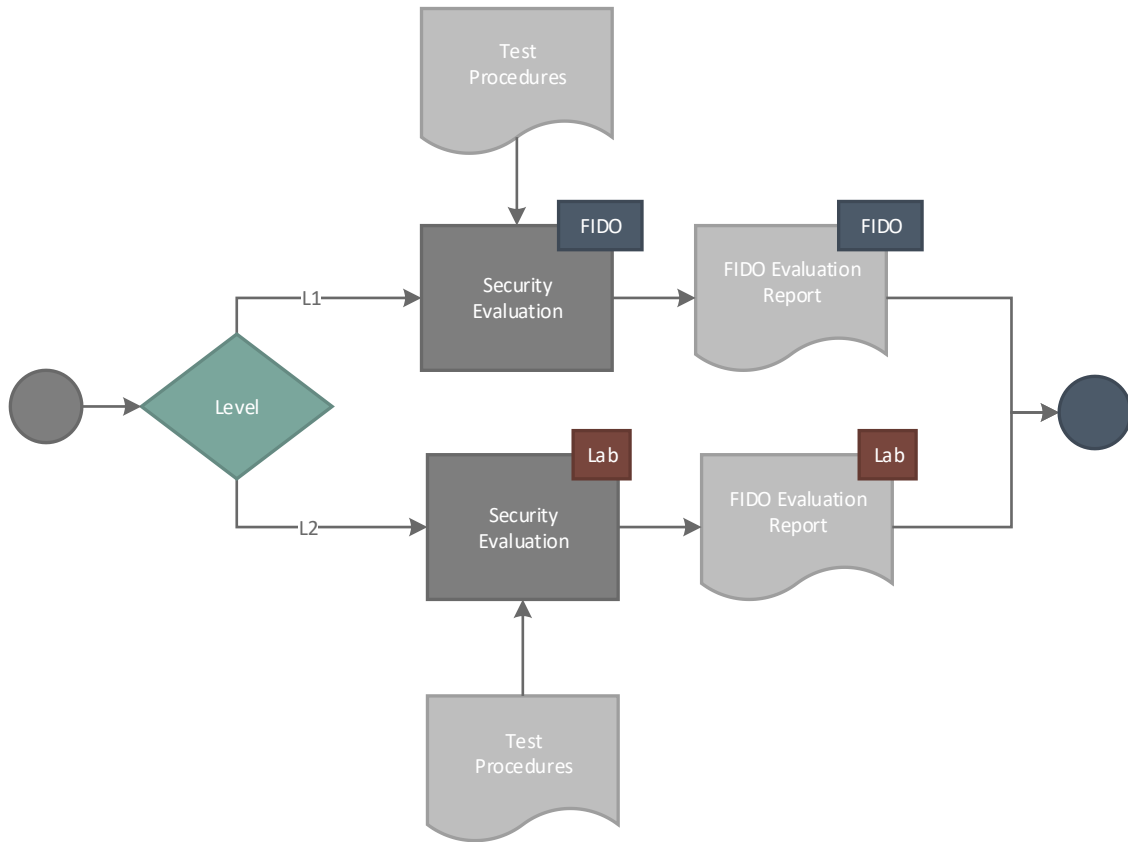 Test
Procedures
FIDO
FIDO
Security
Evaluation
FIDO Evaluation
Report
L1
Level
Lab
Lab
Security
Evaluation
FIDO Evaluation
Report
L2
Test
Procedures